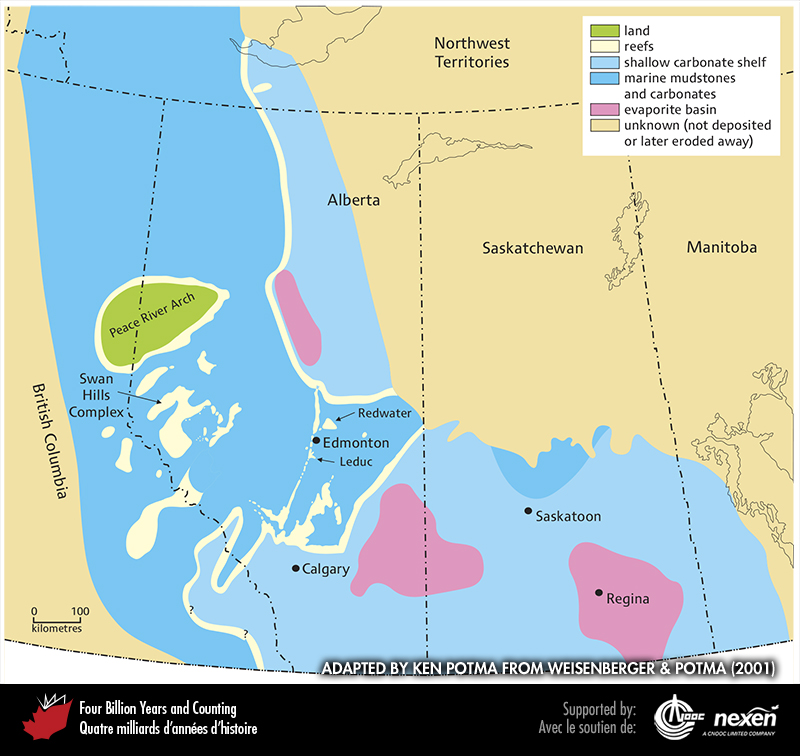 Northwest
Territories
land
reefs
shallow carbonate shelf
marine mudstones
and carbonates
evaporite basin
unknown (not deposited
or later eroded away)
Alberta
Saskatchewan
Manitoba
Peace River Arch
Swan
Hills
Complex
British Columbia
Redwater
Edmonton
Leduc
Saskatoon
Calgary
Regina
0 100
kilometres
?
?
ADAPTED BY KEN POTMA FROM WEISENBERGER & POTMA (2001)
Four Billion Years and Counting
Quatre milliards d'années d'histoire
Supported by:
Avec le soutien de:
CNOOC
nexen
A CNOOC LIMITED COMPANY